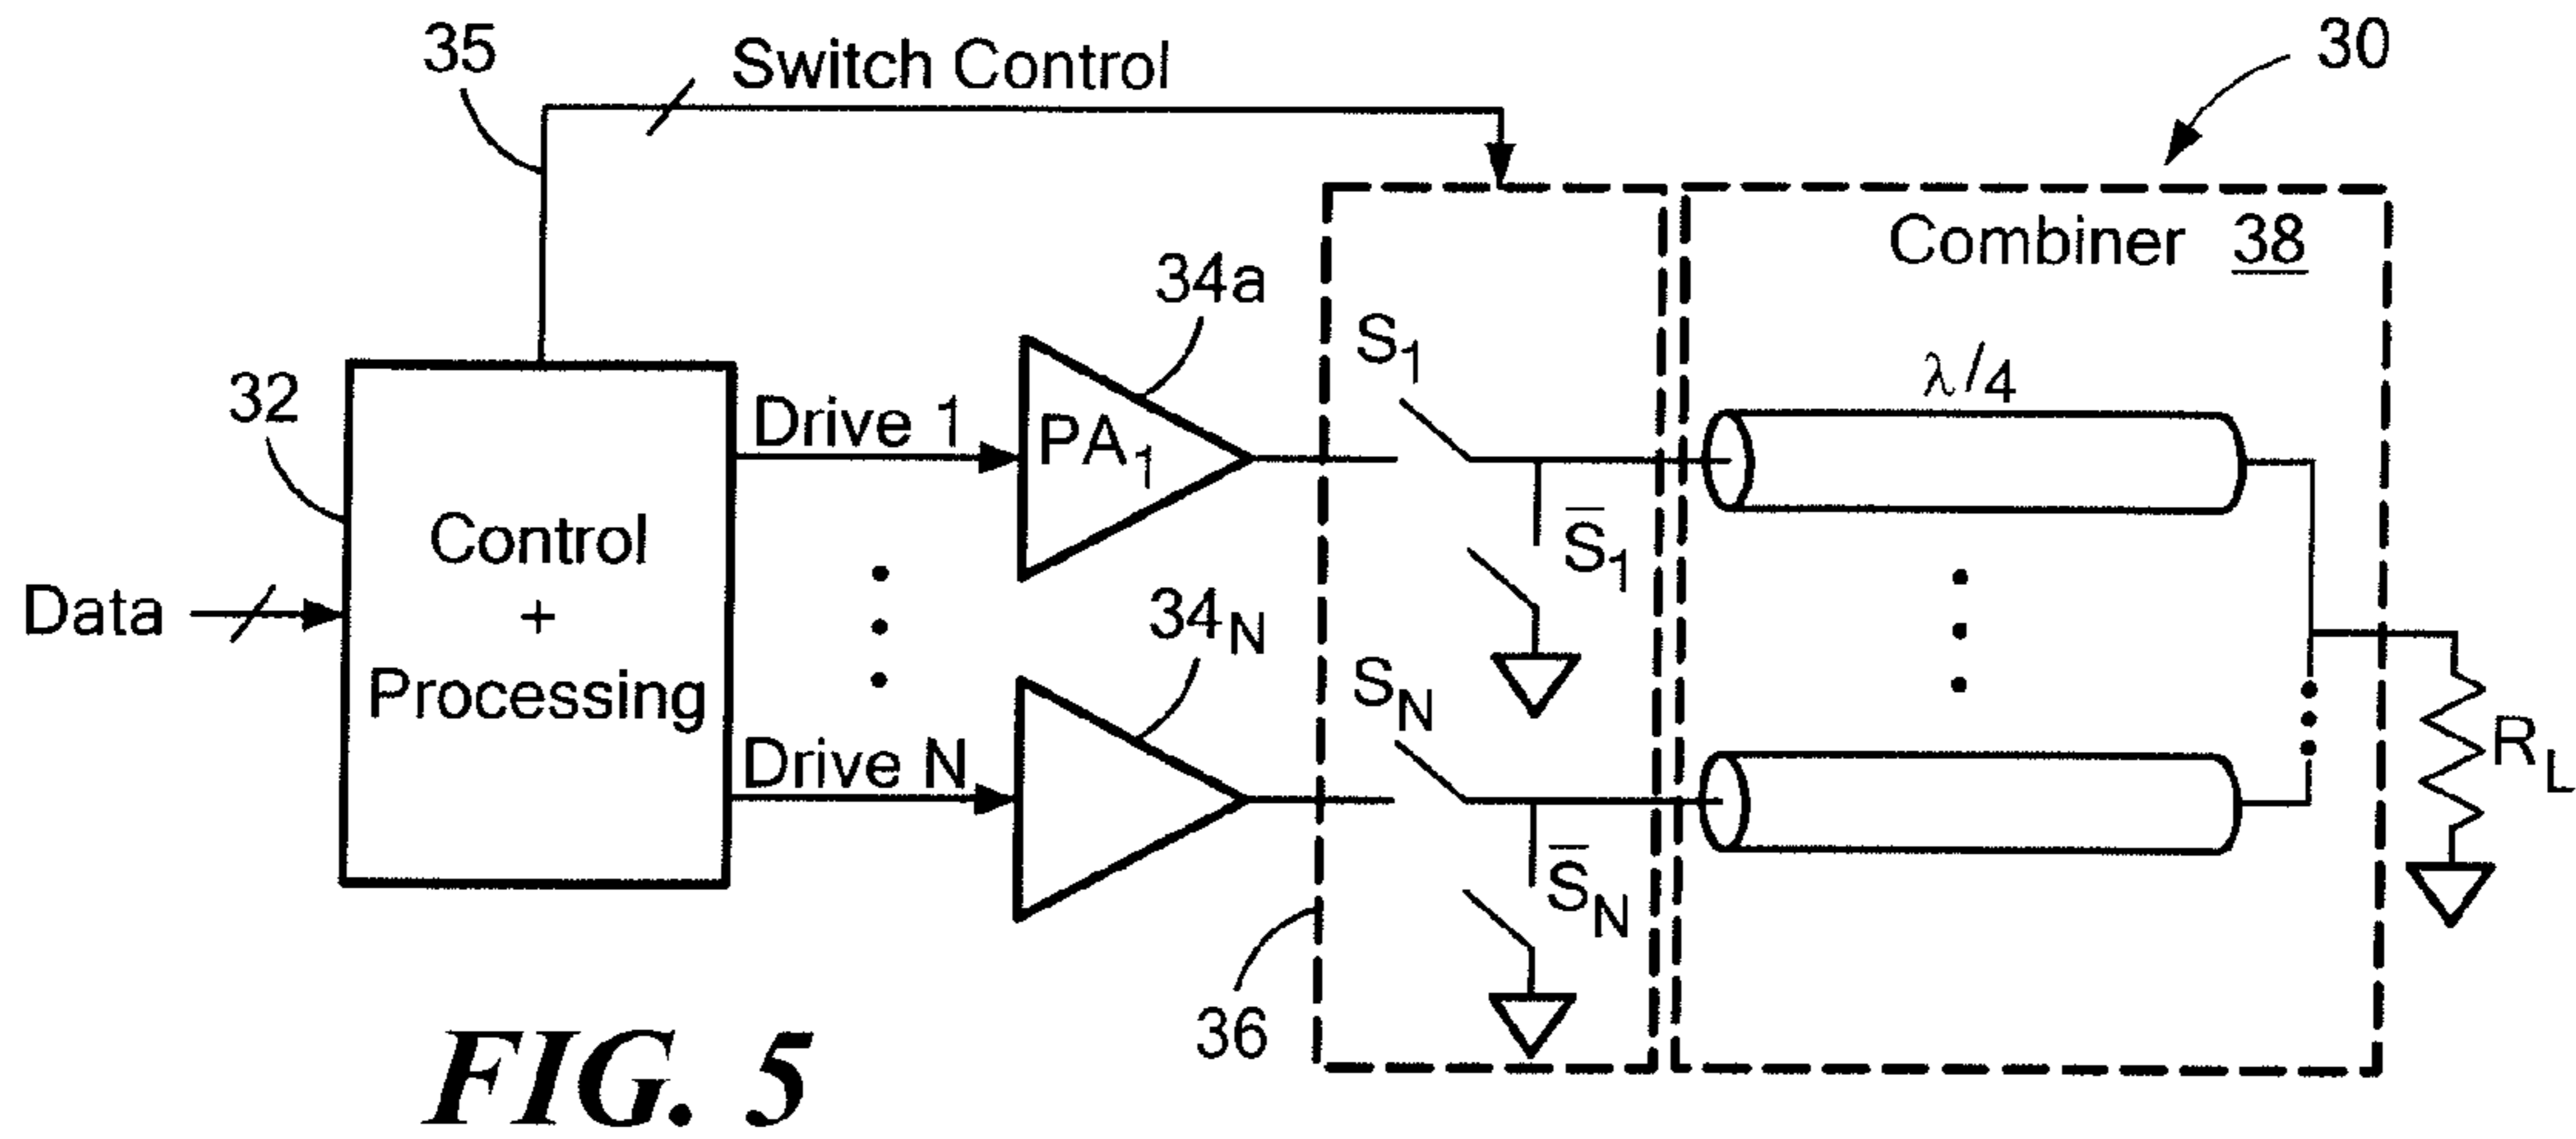 35
Switch Control
30
Combiner 38
34a
S1
λ/4
32
Drive 1
PA1
Control
+
Processing
S̅1
Data
34N
SN
Drive N
S̅N
RL
36
FIG. 5